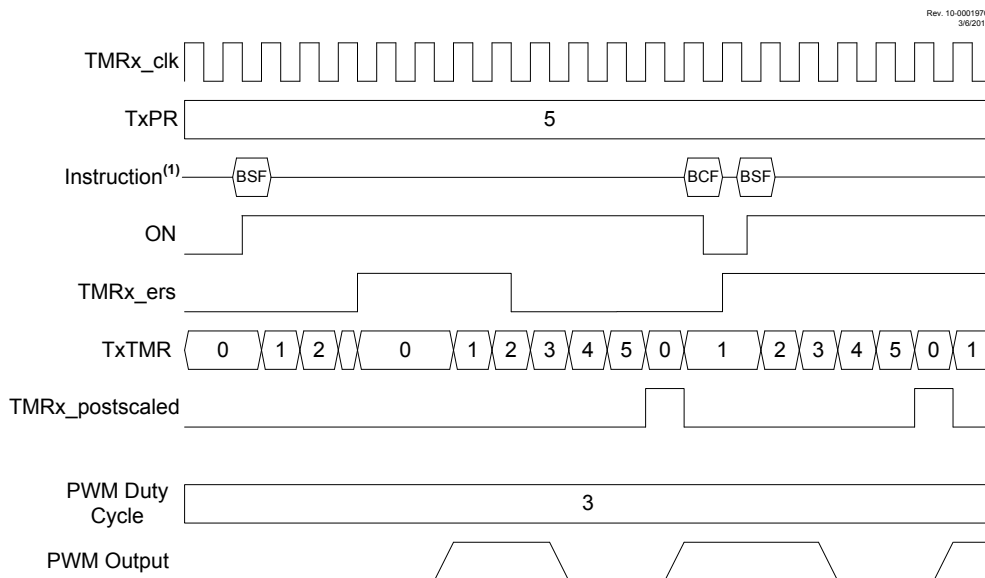 Rev. 10-000197
3/6/201
TMRx_clk
TxPR 5
Instruction(1) BSF BCF BSF
ON
TMRx_ers
TxTMR 0 1 2 0 1 2 3 4 5 0 1 2 3 4 5 0 1
TMRx_postscaled
PWM Duty
Cycle 3
PWM Output